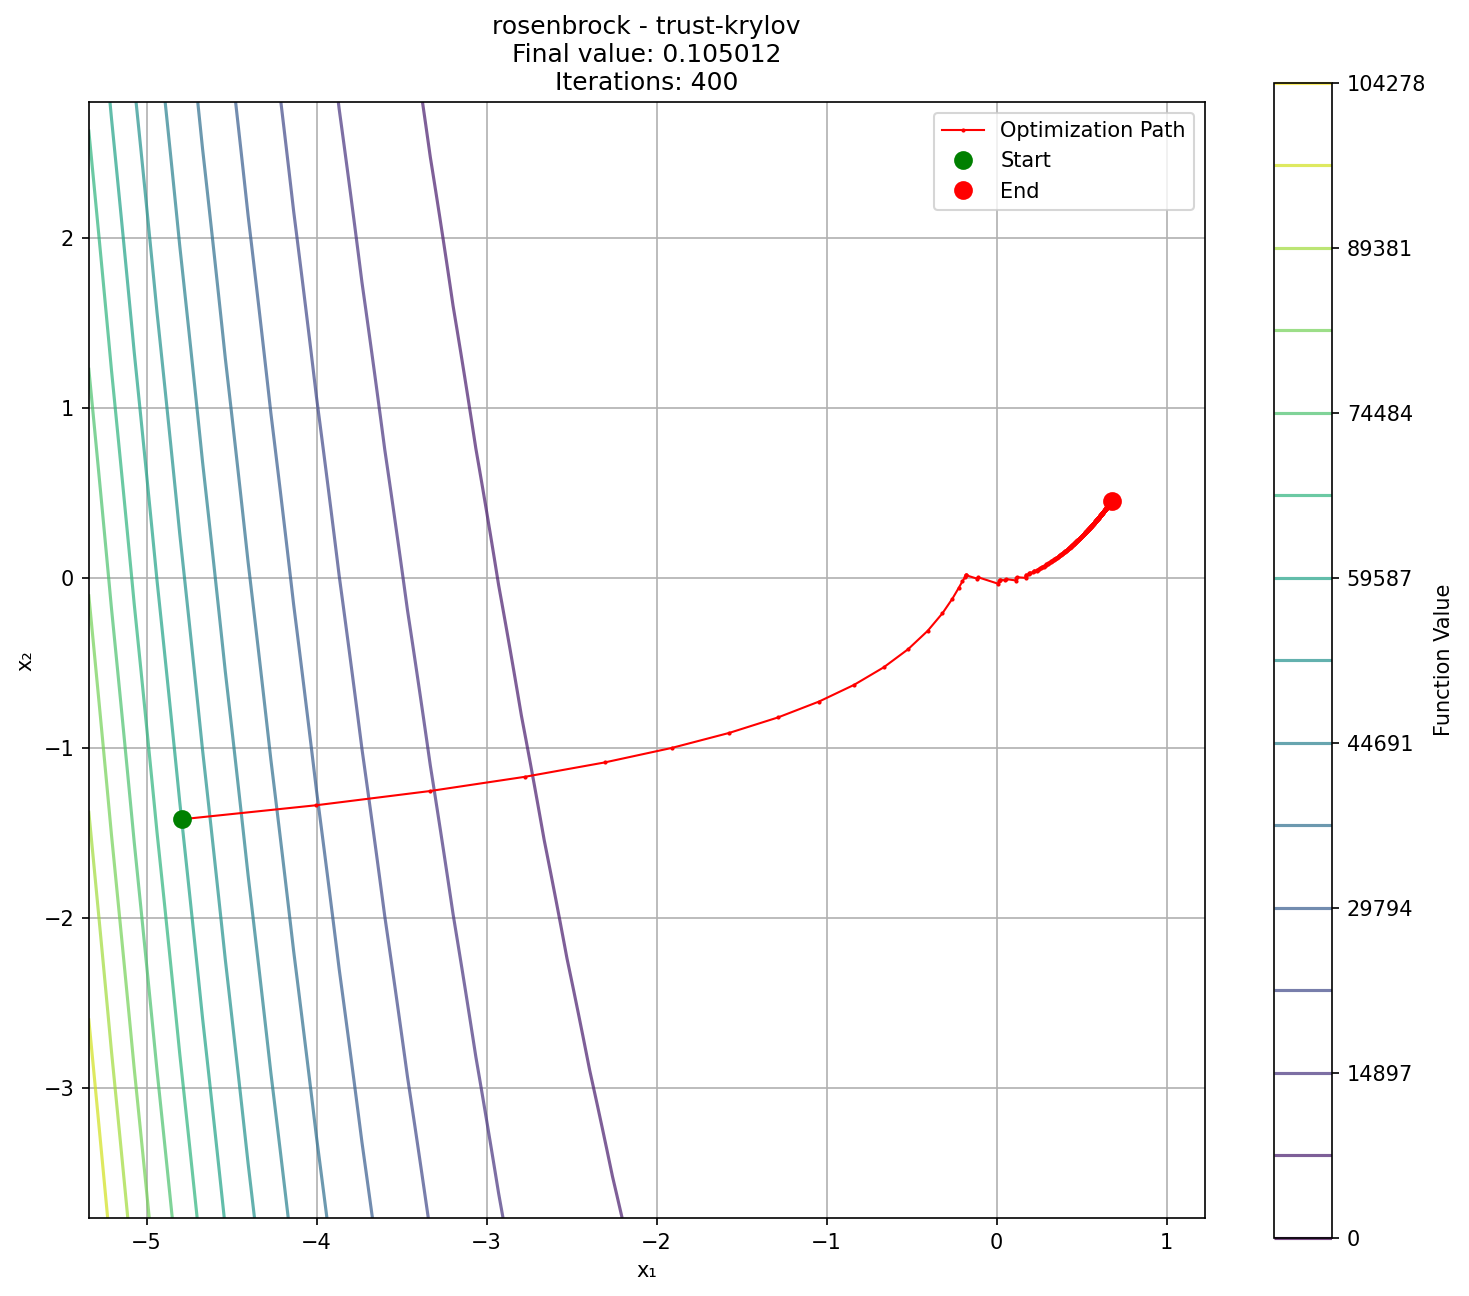 rosenbrock - trust-krylov
Final value: 0.105012
Iterations: 400
Optimization Path
Start
End
2
1
0
−1
−2
−3
x₂
−5
−4
−3
−2
−1
0
1
x₁
104278
89381
74484
59587
44691
29794
14897
0
Function Value